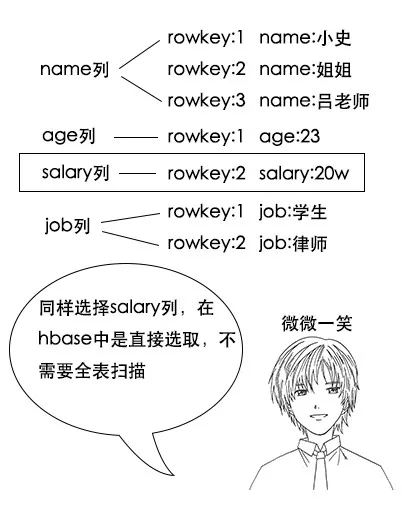 name列
rowkey:1 name:小史
rowkey:2 name:姐姐
rowkey:3 name:吕老师
age列 rowkey:1 age:23
salary列 rowkey:2 salary:20w
job列
rowkey:1 job:学生
rowkey:2 job:律师
同样选择salary列，在
hbase中是直接选取，不
需要全表扫描
微微一笑